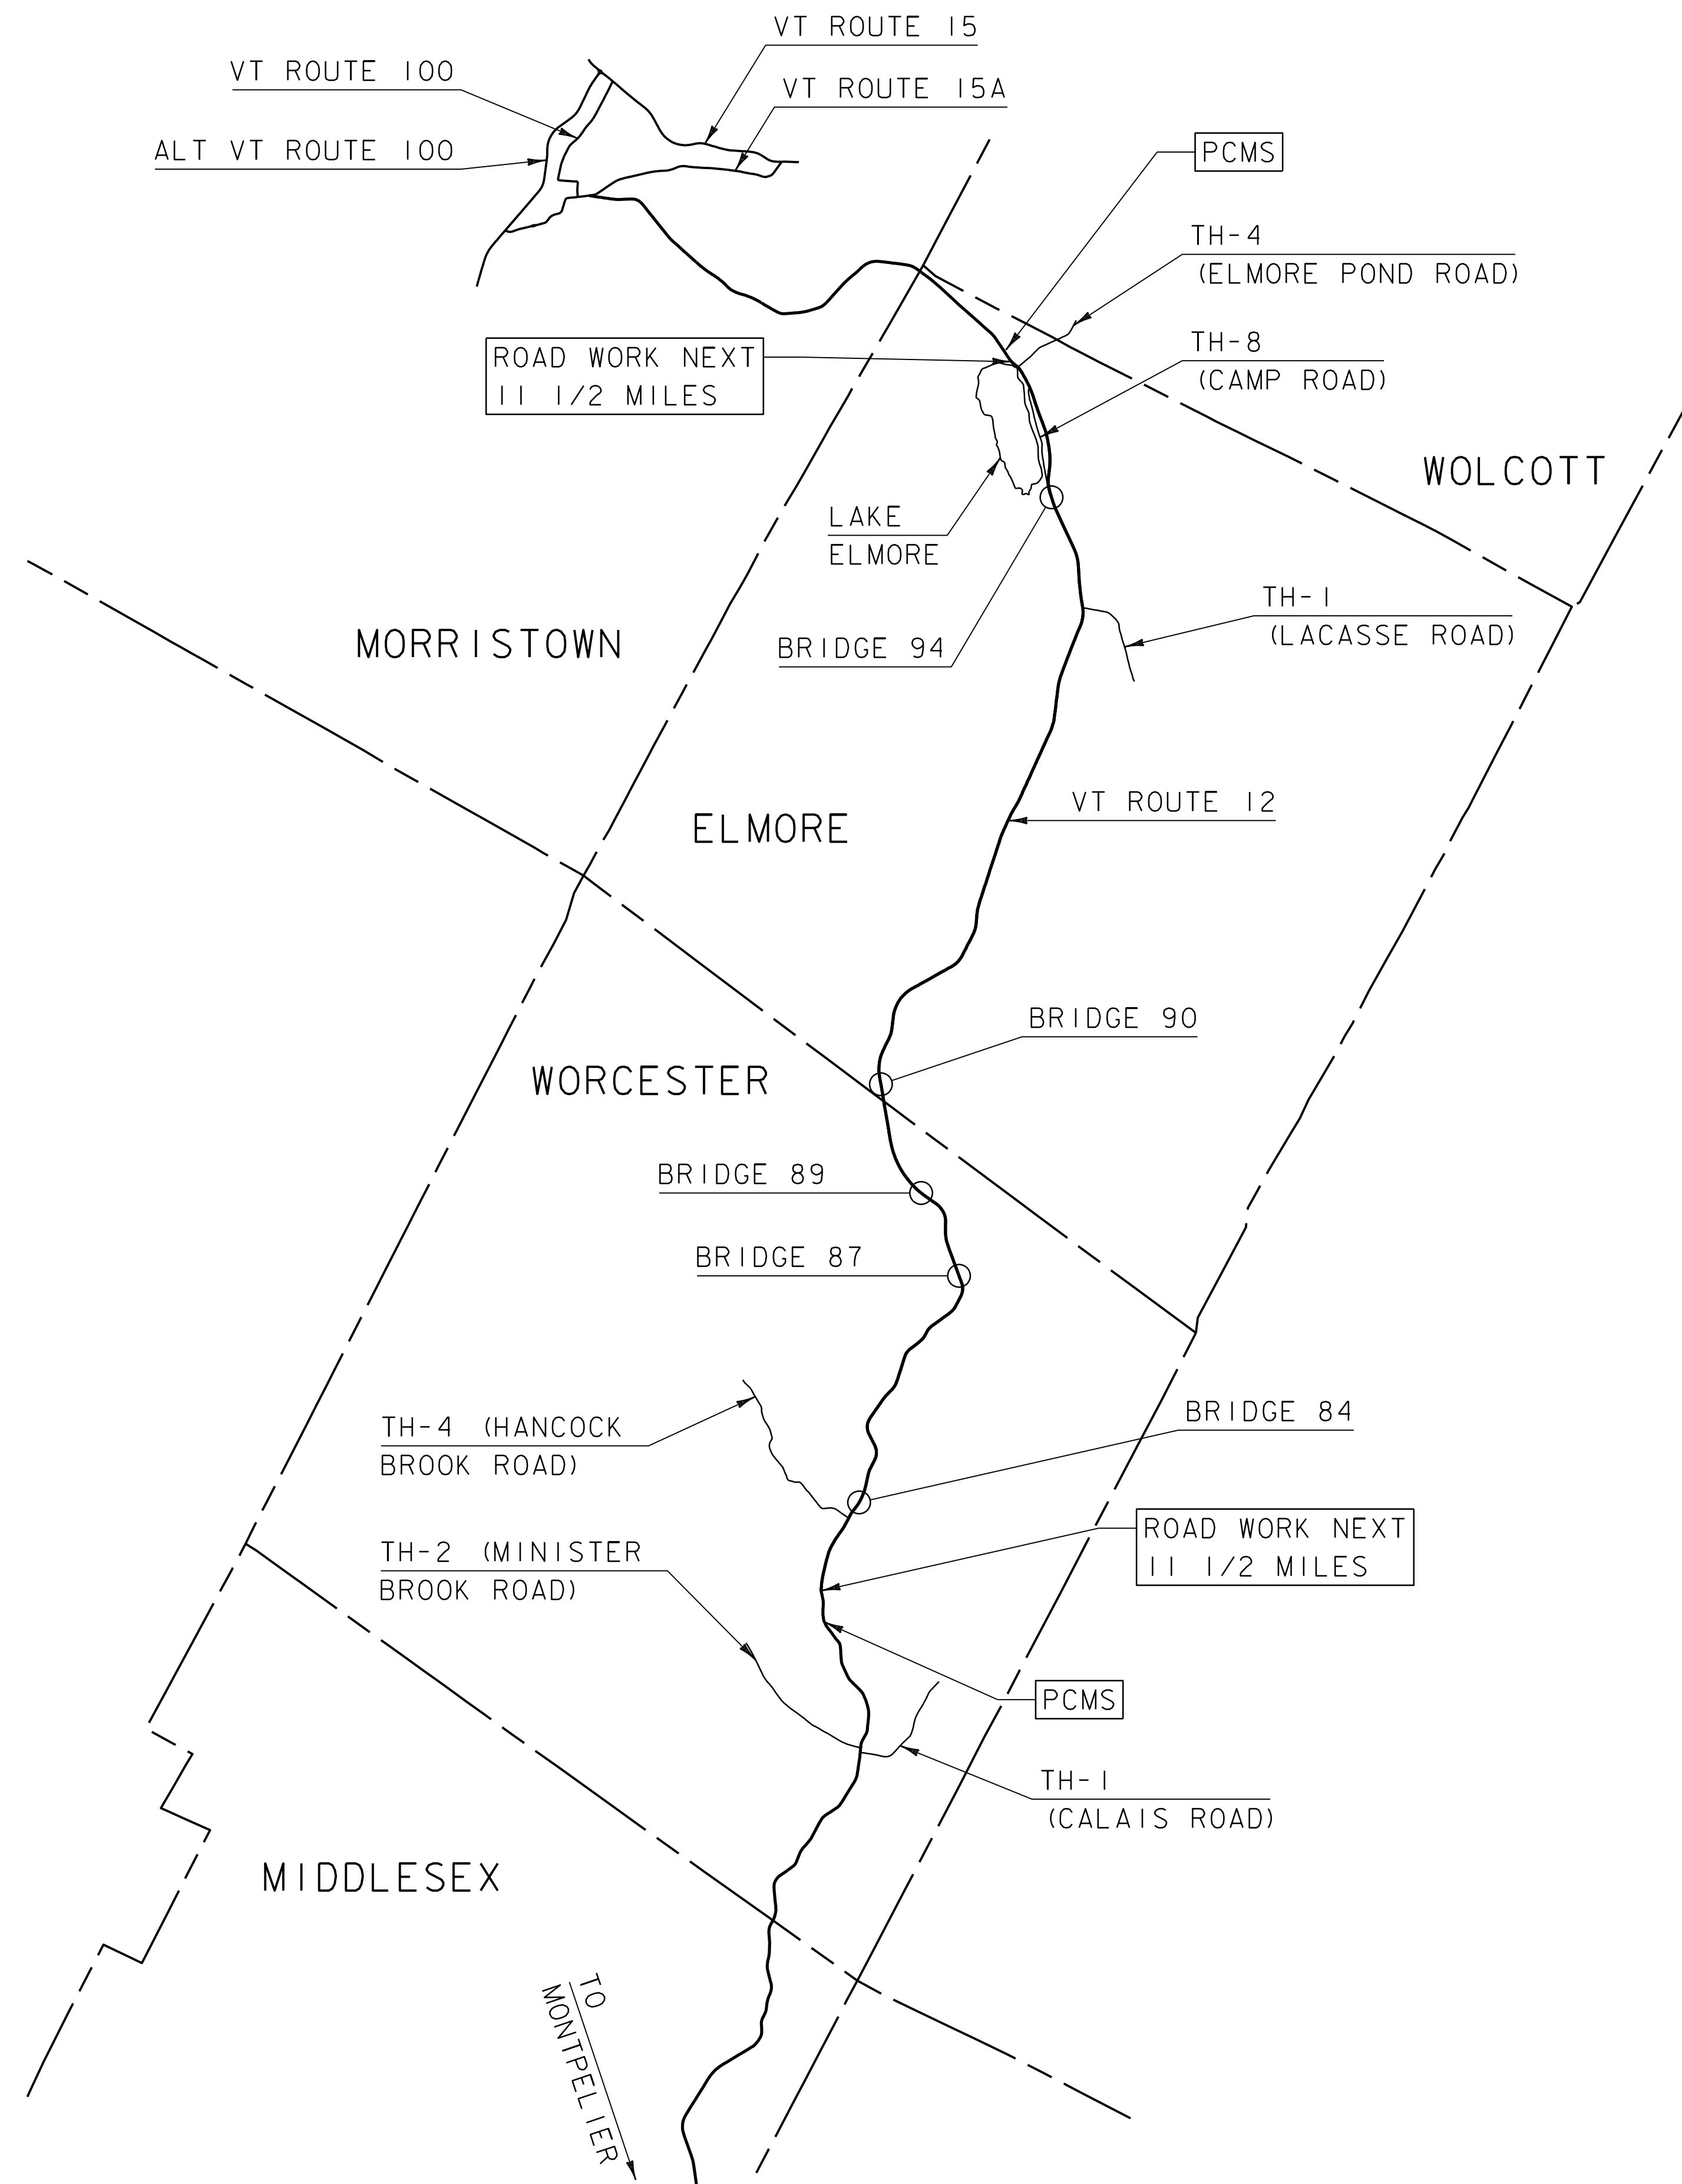 VT ROUTE 15
VT ROUTE 100
VT ROUTE 15A
ALT VT ROUTE 100
PCMS
TH-4
(ELMORE POND ROAD)
ROAD WORK NEXT
11 1/2 MILES
TH-8
(CAMP ROAD)
WOLCOTT
LAKE
ELMORE
TH-1
(LACASSE ROAD)
MORRISTOWN
BRIDGE 94
VT ROUTE 12
ELMORE
BRIDGE 90
WORCESTER
BRIDGE 89
BRIDGE 87
BRIDGE 84
TH-4 (HANCOCK
BROOK ROAD)
ROAD WORK NEXT
11 1/2 MILES
TH-2 (MINISTER
BROOK ROAD)
PCMS
TH-1
(CALAIS ROAD)
MIDDLESEX
TO
MONTPELIER